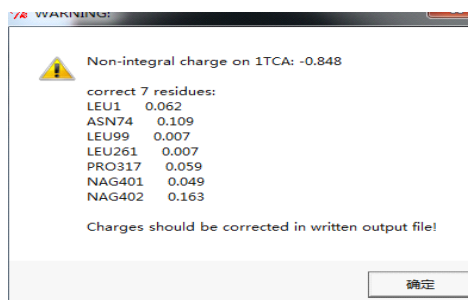 WARNING!
Non-integral charge on 1TCA: -0.848
correct 7 residues:
LEU1 0.062
ASN74 0.109
LEU99 0.007
LEU261 0.007
PRO317 0.059
NAG401 0.049
NAG402 0.163
Charges should be corrected in written output file!
确定